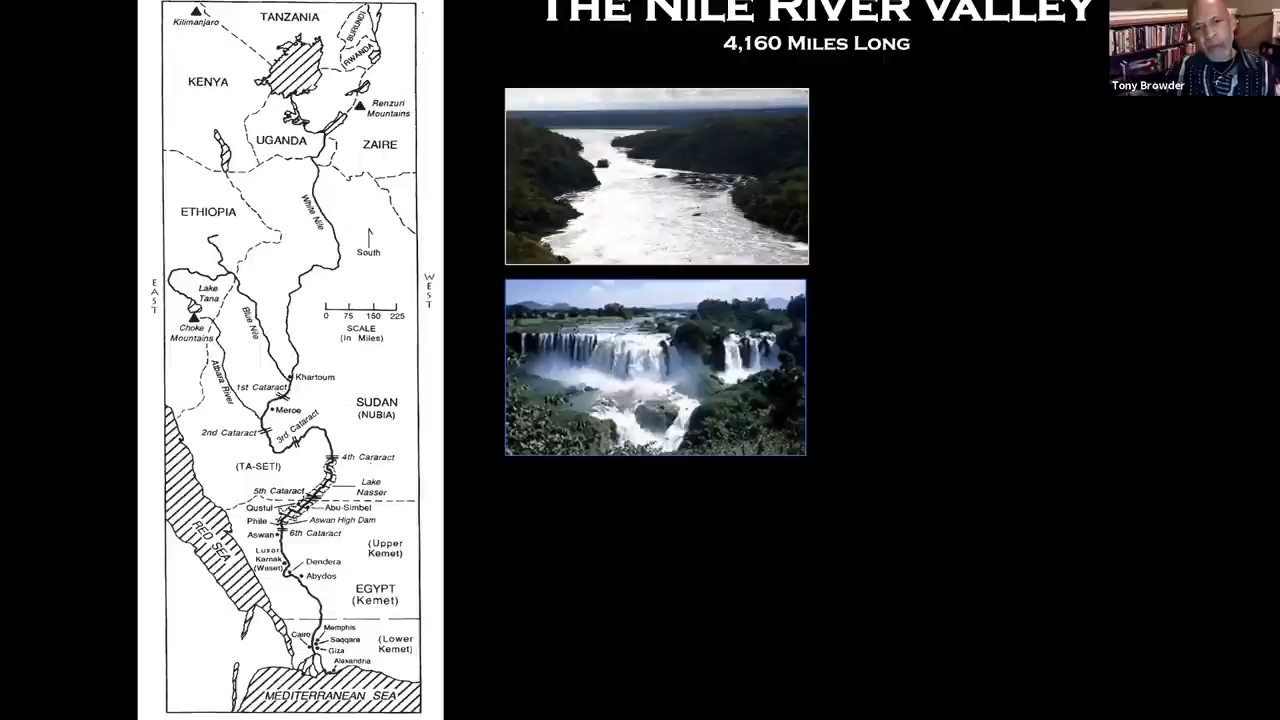 THE NILE RIVER VALLEY
4,160 MILES LONG
Tony Browder
Kilimanjaro
TANZANIA
BURUNDI
RWANDA
KENYA
Renzuri
Mountains
UGANDA
ZAIRE
White Nile
ETHIOPIA
South
EAST
WEST
Lake
Tana
Blue Nile
0 75 150 225
SCALE
(in Miles)
Choke
Mountains
Atbara River
Khartoum
1st Cataract
Meroe
SUDAN
(NUBIA)
2nd Cataract
3rd Cataract
4th Cararact
(TA-SETI)
5th Cataract
Lake
Nasser
Qustul
Abu-Simbel
Phile
Aswan High Dam
Aswan
6th Cataract
(Upper
Kemet)
Luxor
Karnak
(Waset)
Dendera
Abydos
RED SEA
EGYPT
(Kemet)
Memphis
Cairo
Saqqara
Giza
(Lower
Kemet)
Alexandria
MEDITERRANEAN SEA